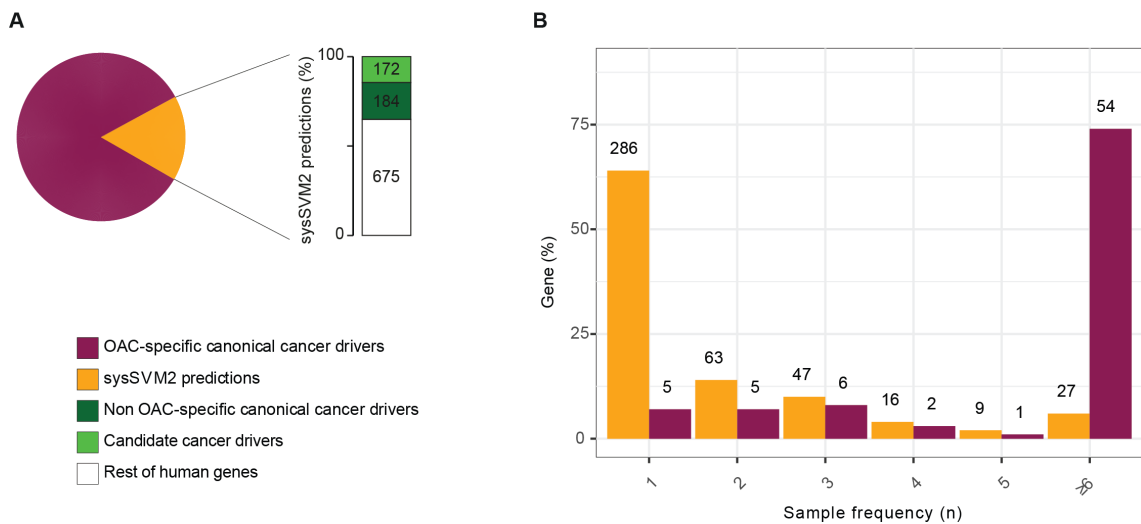 A
100
sysSVM2 predictions (%)
0
172
184
675
OAC-specific canonical cancer drivers
sysSVM2 predictions
Non OAC-specific canonical cancer drivers
Candidate cancer drivers
Rest of human genes
B
Gene (%)
75
50
25
0
286
5
63
5
47
6
16
2
9
1
27
54
1
2
3
4
5
≥6
Sample frequency (n)